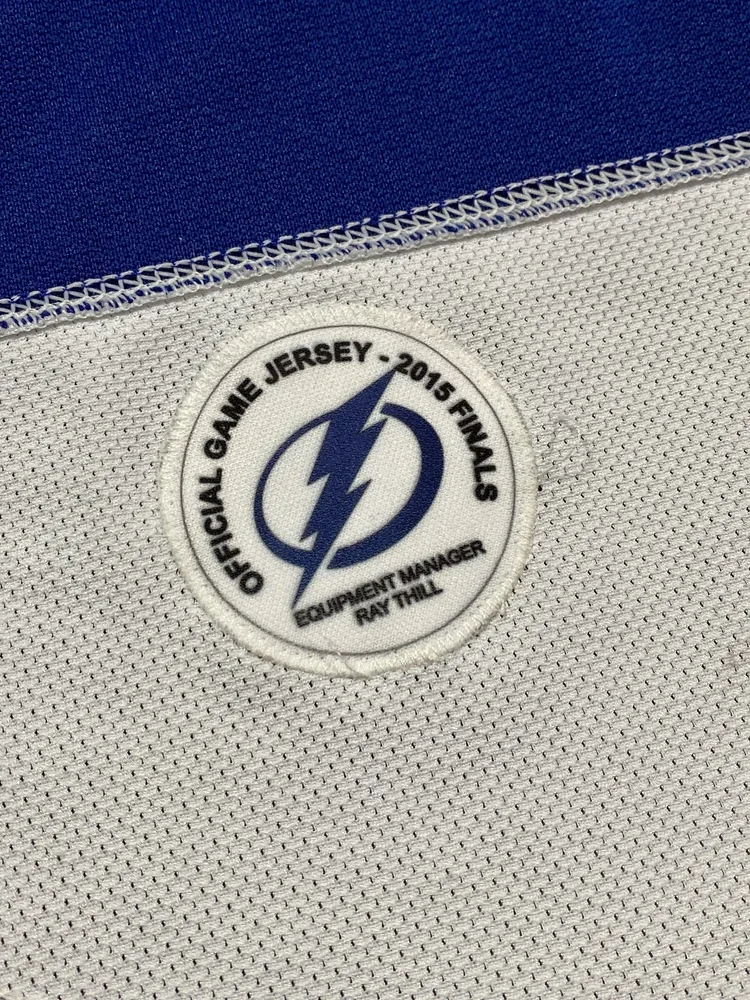 OFFICIAL GAME JERSEY - 2015 FINALS
EQUIPMENT MANAGER
RAY THILL